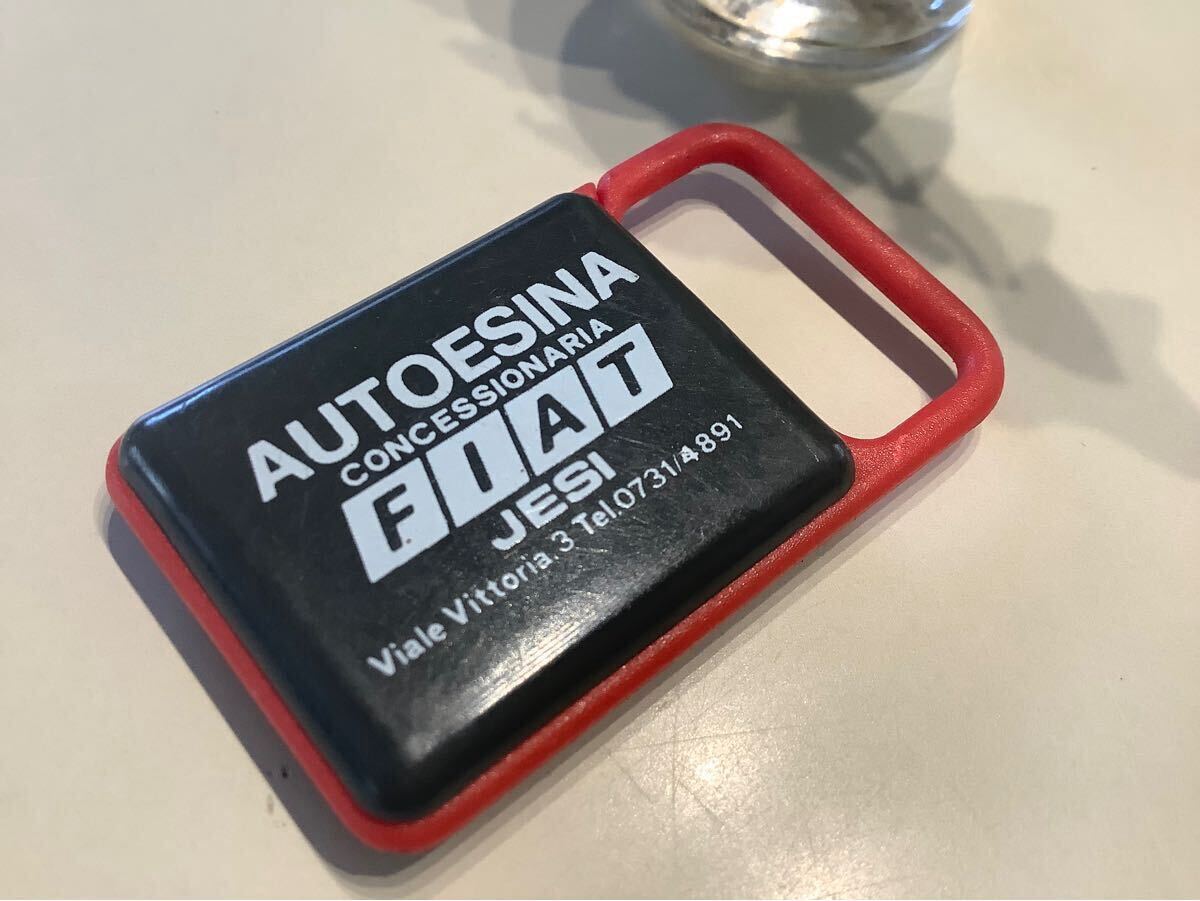 AUTOESINA
CONCESSIONARIA
FIAT
JESI
Viale Vittoria.3 Tel.0731/4891